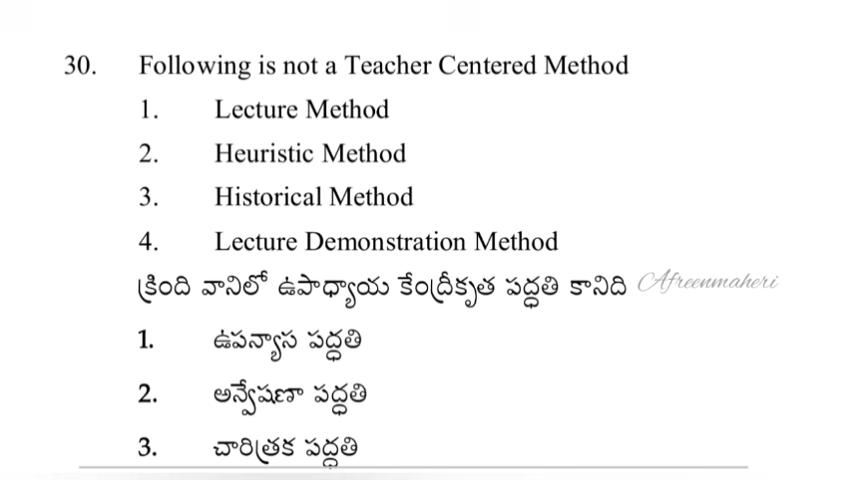 30. Following is not a Teacher Centered Method
1. Lecture Method
2. Heuristic Method
3. Historical Method
4. Lecture Demonstration Method
క్రింది వానిలో ఉపాధ్యాయ కేంద్రీకృత పద్ధతి కానిది Afreenmaheri
1. ఉపన్యాస పద్ధతి
2. అన్వేషణా పద్ధతి
3. చారిత్రక పద్ధతి